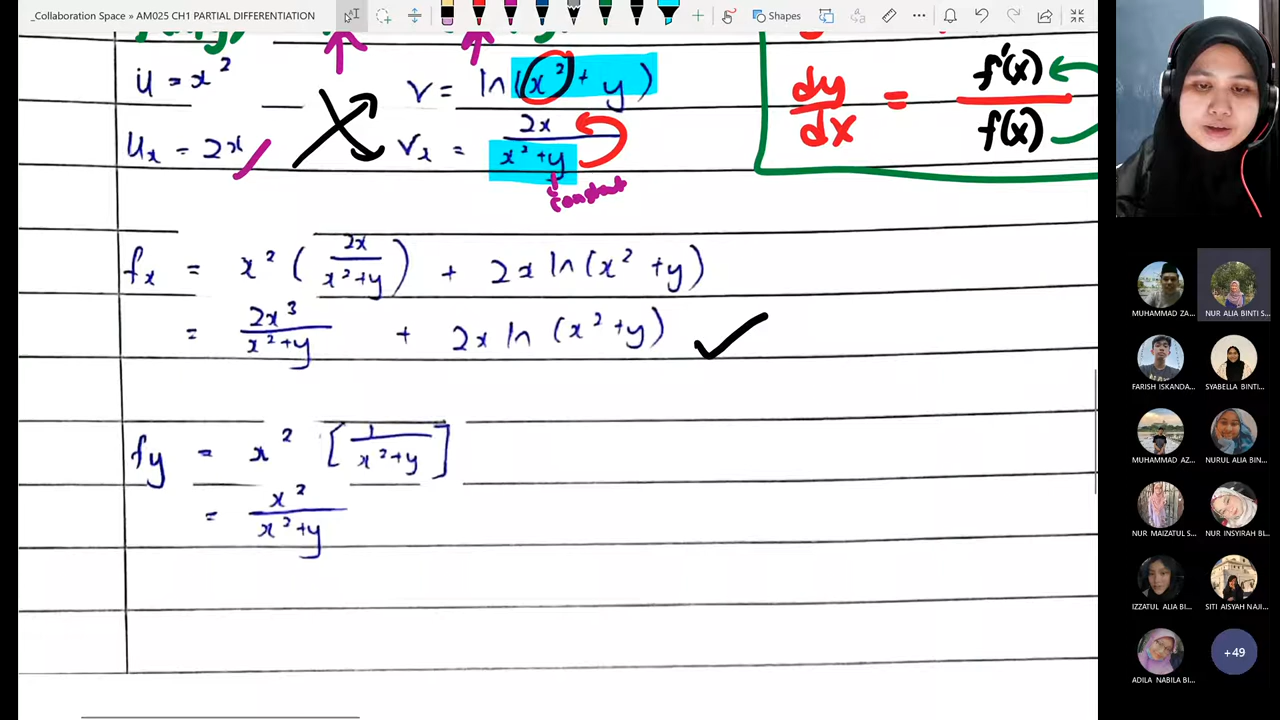 _Collaboration Space » AM025 CH1 PARTIAL DIFFERENTIATION
Shapes
u = x²
v = ln(x² + y)
uₓ = 2x
vₓ = 2x / x² + y
constant
dy/dx = f'(x) / f(x)
fₓ = x² (2x / x² + y) + 2x ln(x² + y)
= 2x³ / x² + y + 2x ln (x² + y)
fy = x² [1 / x² + y]
= x² / x² + y
MUHAMMAD ZA...
NUR ALIA BINTI S...
FARISH ISKANDA...
SYABELLA BINTI...
MUHAMMAD AZ...
NURUL ALIA BIN...
NUR MAIZATUL S...
NUR INSYIRAH BI...
IZZATUL ALIA BI...
SITI AISYAH NAJI...
ADILA NABILA BI...
+49